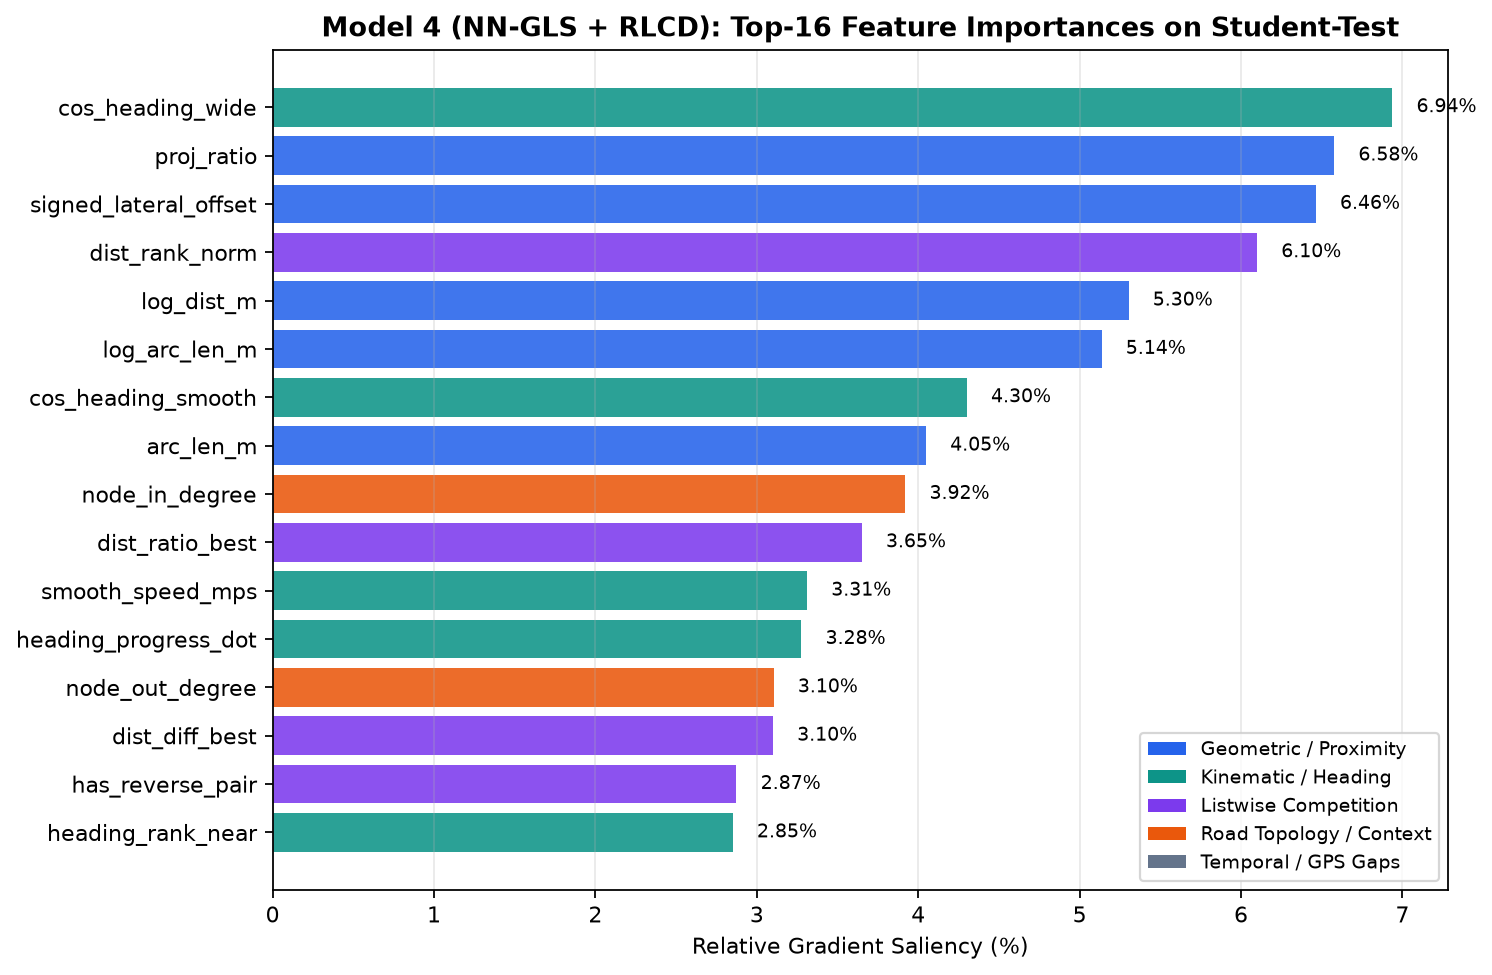 Model 4 (NN-GLS + RLCD): Top-16 Feature Importances on Student-Test
cos_heading_wide 6.94%
proj_ratio 6.58%
signed_lateral_offset 6.46%
dist_rank_norm 6.10%
log_dist_m 5.30%
log_arc_len_m 5.14%
cos_heading_smooth 4.30%
arc_len_m 4.05%
node_in_degree 3.92%
dist_ratio_best 3.65%
smooth_speed_mps 3.31%
heading_progress_dot 3.28%
node_out_degree 3.10%
dist_diff_best 3.10%
has_reverse_pair 2.87%
heading_rank_near 2.85%
Geometric / Proximity
Kinematic / Heading
Listwise Competition
Road Topology / Context
Temporal / GPS Gaps
0 1 2 3 4 5 6 7
Relative Gradient Saliency (%)